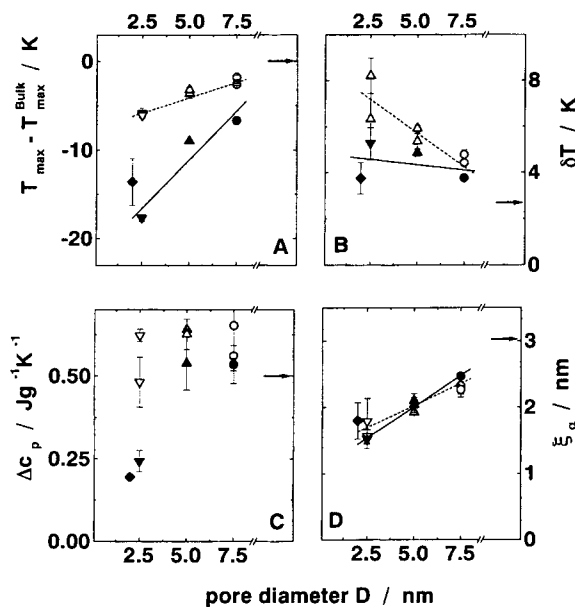 2.5 5.0 7.5
2.5 5.0 7.5
T_max - T_max^Bulk / K
0
-10
-20
A
8
4
0
δT / K
B
Δc_p / Jg⁻¹K⁻¹
0.50
0.25
0.00
C
3
2
1
0
ξ_α / nm
D
2.5 5.0 7.5
2.5 5.0 7.5
pore diameter D / nm